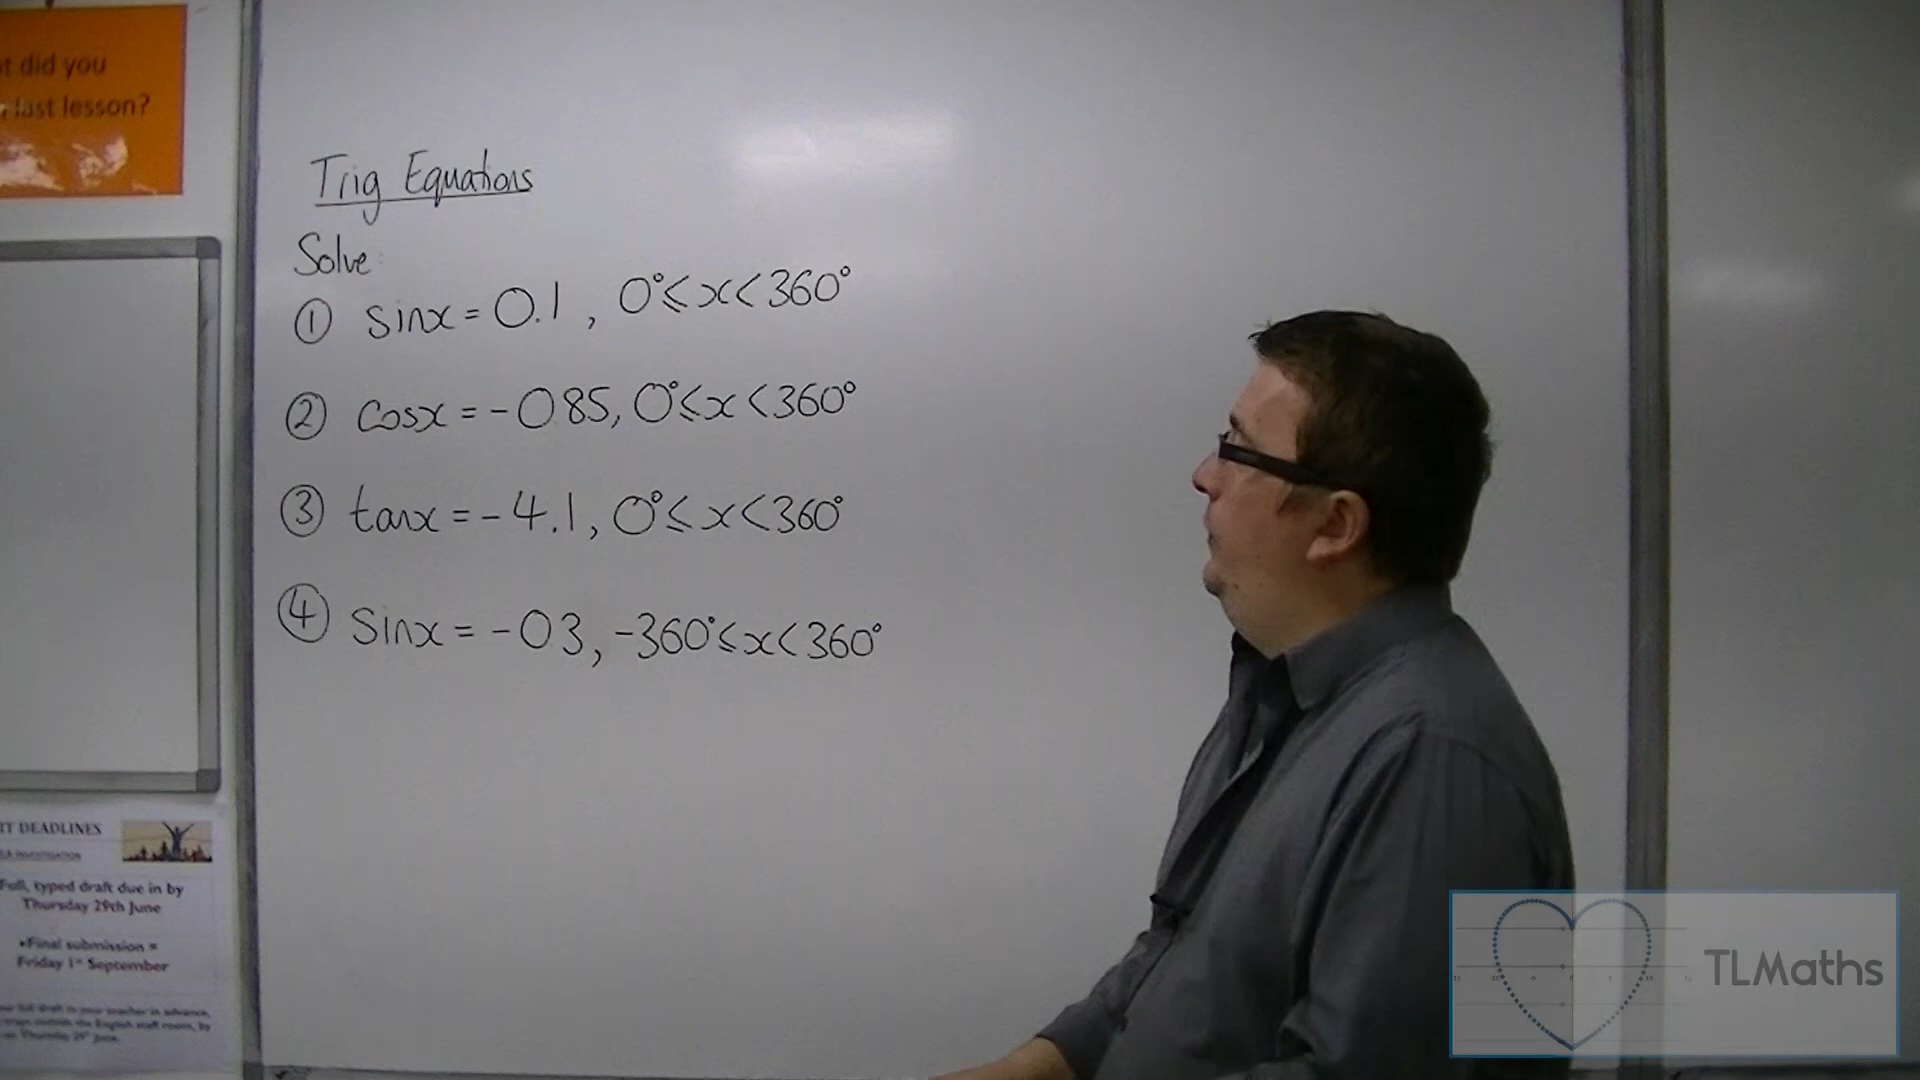 t did you
last lesson?
Trig Equations
Solve:
① sinx = 0.1 , 0° ≤ x < 360°
② cosx = -0.85, 0° ≤ x < 360°
③ tanx = -4.1, 0° ≤ x < 360°
④ sinx = -0.3, -360° ≤ x < 360°
IT DEADLINES
INVESTIGATION
Full, typed draft due in by
Thursday 29th June
•Final submission =
Friday 1st September
TLMaths